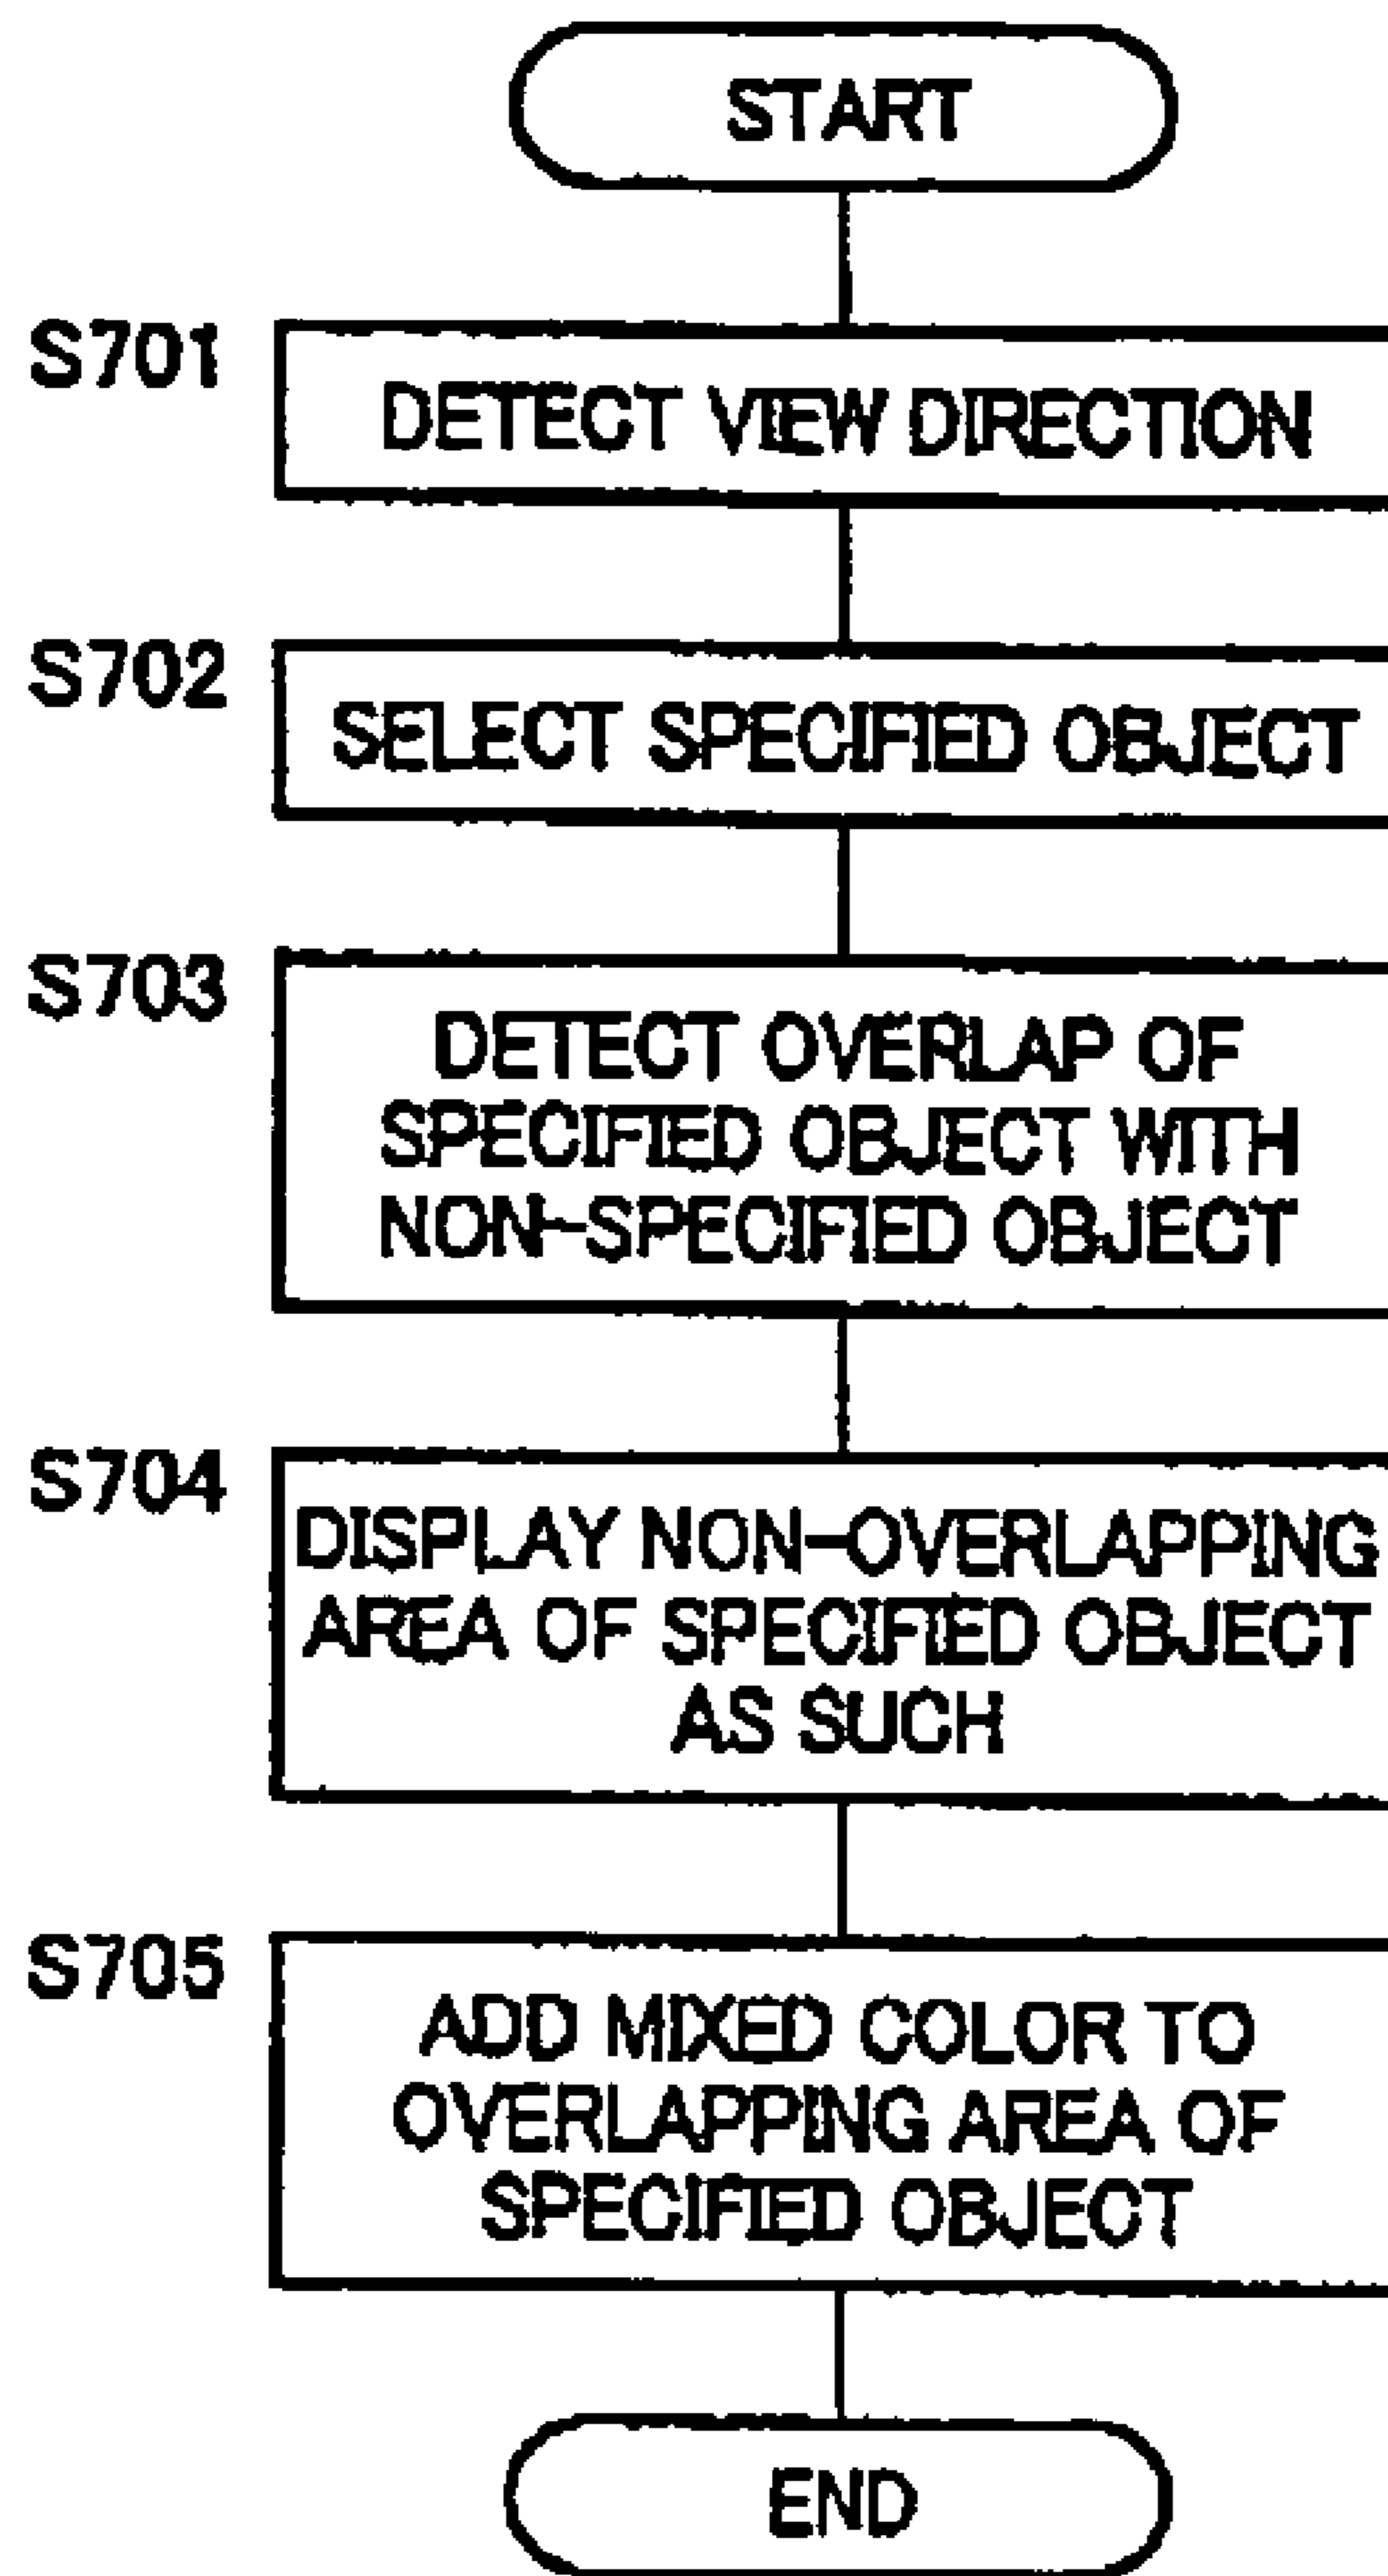 START
S701
DETECT VIEW DIRECTION
S702
SELECT SPECIFIED OBJECT
S703
DETECT OVERLAP OF
SPECIFIED OBJECT WITH
NON-SPECIFIED OBJECT
S704
DISPLAY NON-OVERLAPPING
AREA OF SPECIFIED OBJECT
AS SUCH
S705
ADD MIXED COLOR TO
OVERLAPPING AREA OF
SPECIFIED OBJECT
END